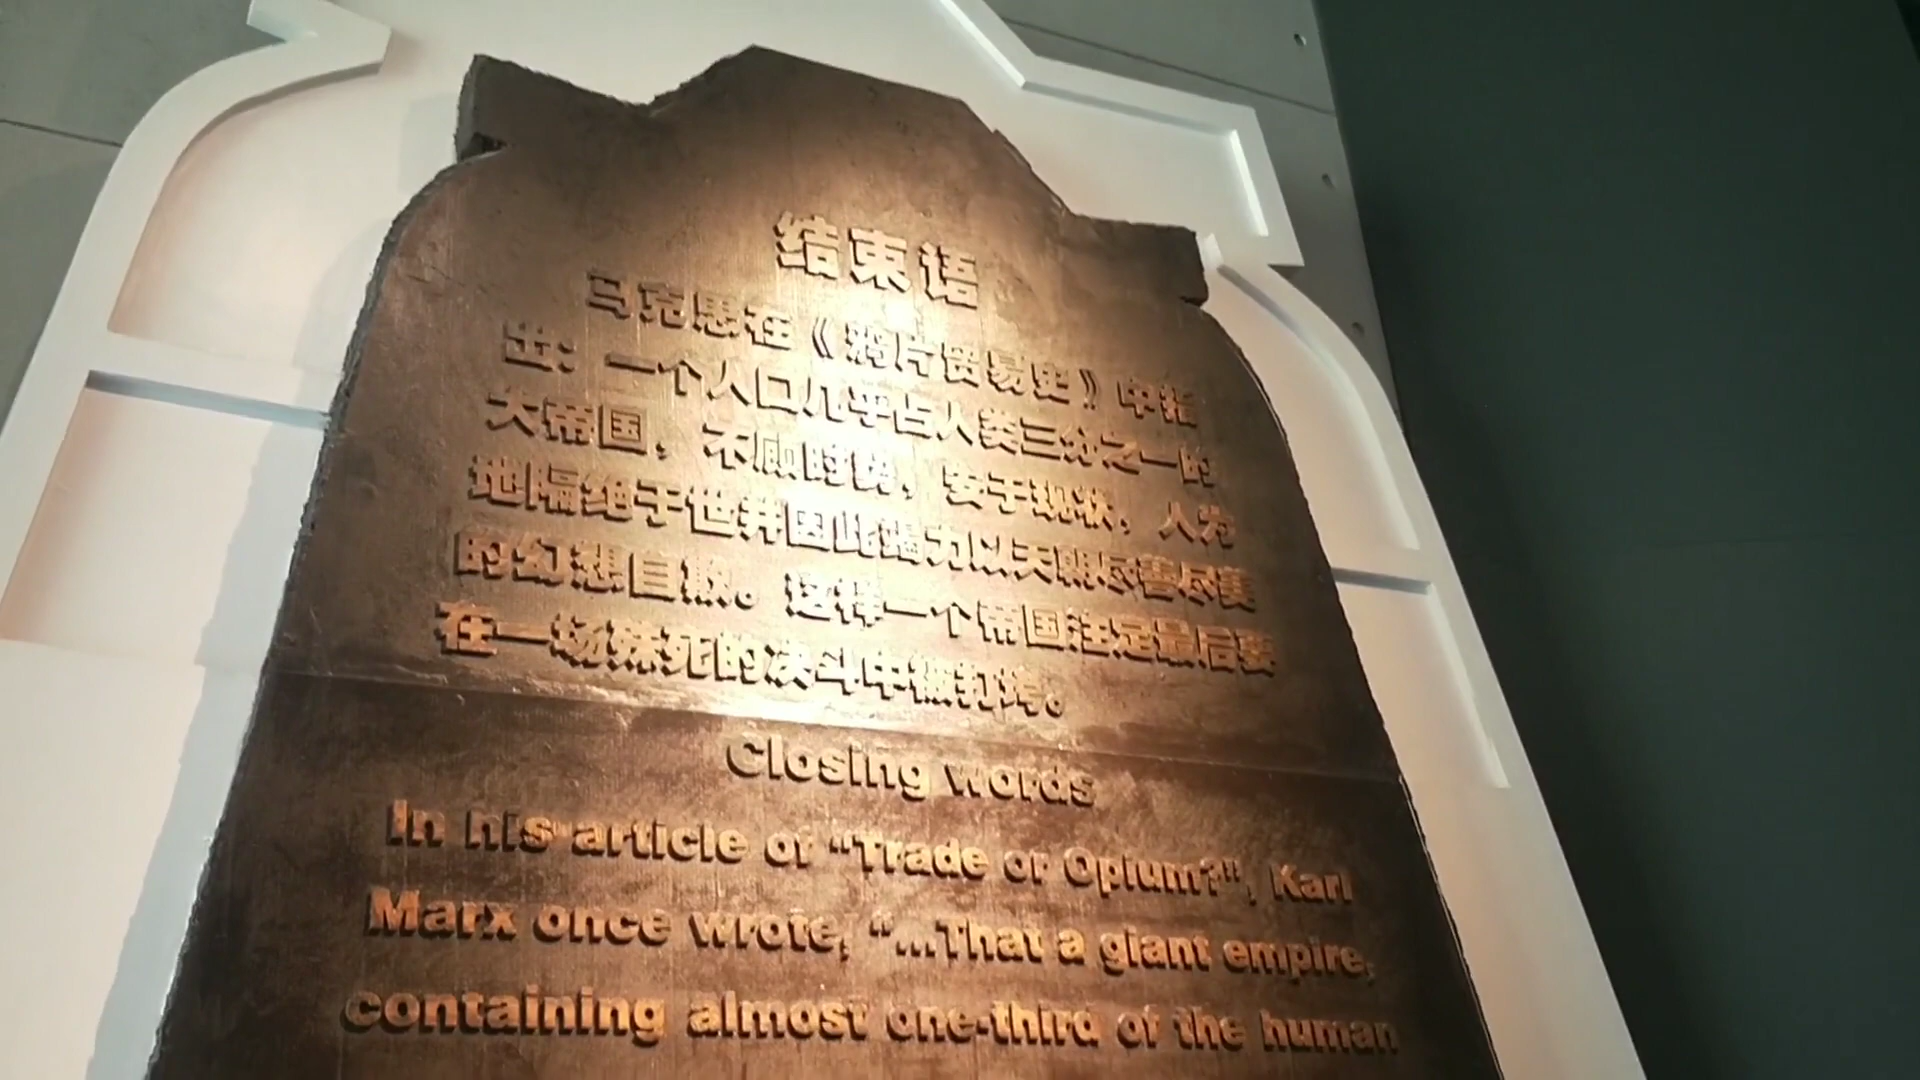 结束语
马克思在《鸦片贸易史》中指
出：一个人口几乎占人类三分之一的
大帝国，不顾时势，安于现状，人为
地隔绝于世并因此竭力以天朝尽善尽美
的幻想自欺。这样一个帝国注定最后要
在一场殊死的决斗中被打垮。
Closing words
In his article of "Trade or Opium?", Karl
Marx once wrote, "...That a giant empire,
containing almost one-third of the human